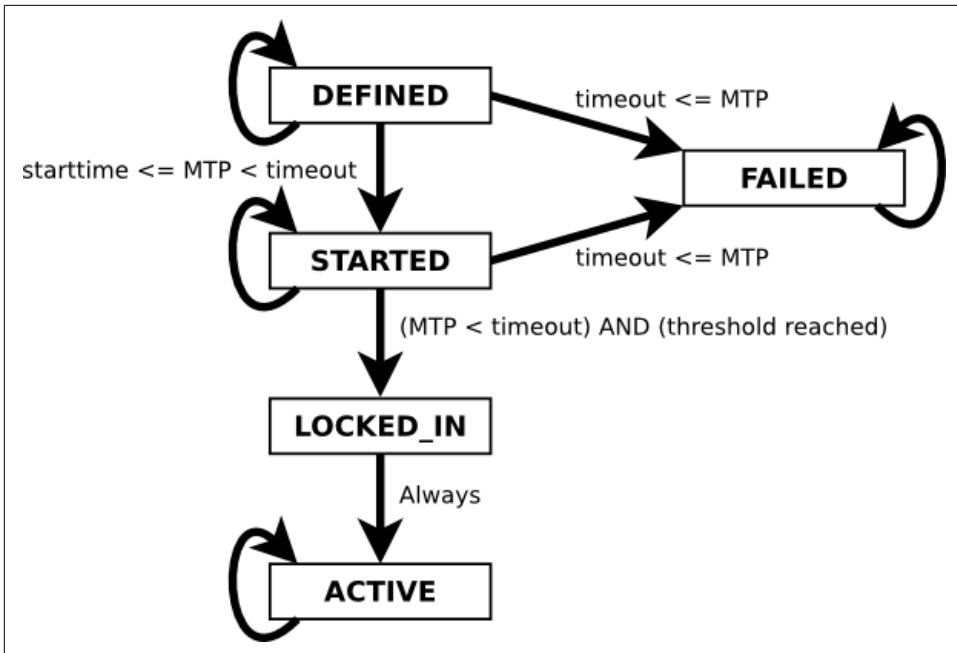 DEFINED
timeout <= MTP
starttime <= MTP < timeout
FAILED
STARTED
timeout <= MTP
(MTP < timeout) AND (threshold reached)
LOCKED_IN
Always
ACTIVE